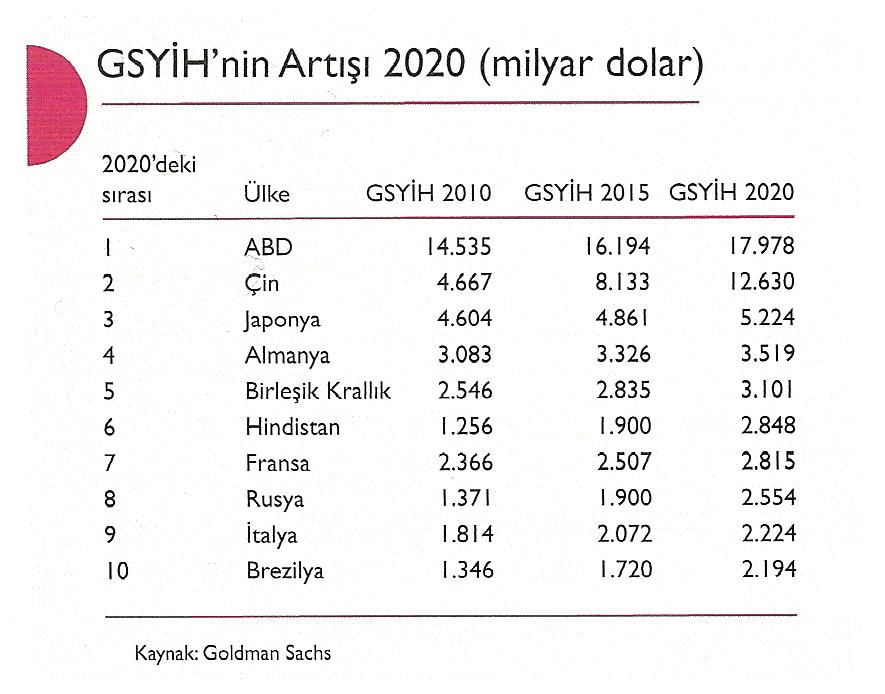 GSYİH'nin Artışı 2020 (milyar dolar)
2020'deki
sırası Ülke GSYİH 2010 GSYİH 2015 GSYİH 2020
1 ABD 14.535 16.194 17.978
2 Çin 4.667 8.133 12.630
3 Japonya 4.604 4.861 5.224
4 Almanya 3.083 3.326 3.519
5 Birleşik Krallık 2.546 2.835 3.101
6 Hindistan 1.256 1.900 2.848
7 Fransa 2.366 2.507 2.815
8 Rusya 1.371 1.900 2.554
9 İtalya 1.814 2.072 2.224
10 Brezilya 1.346 1.720 2.194
Kaynak: Goldman Sachs